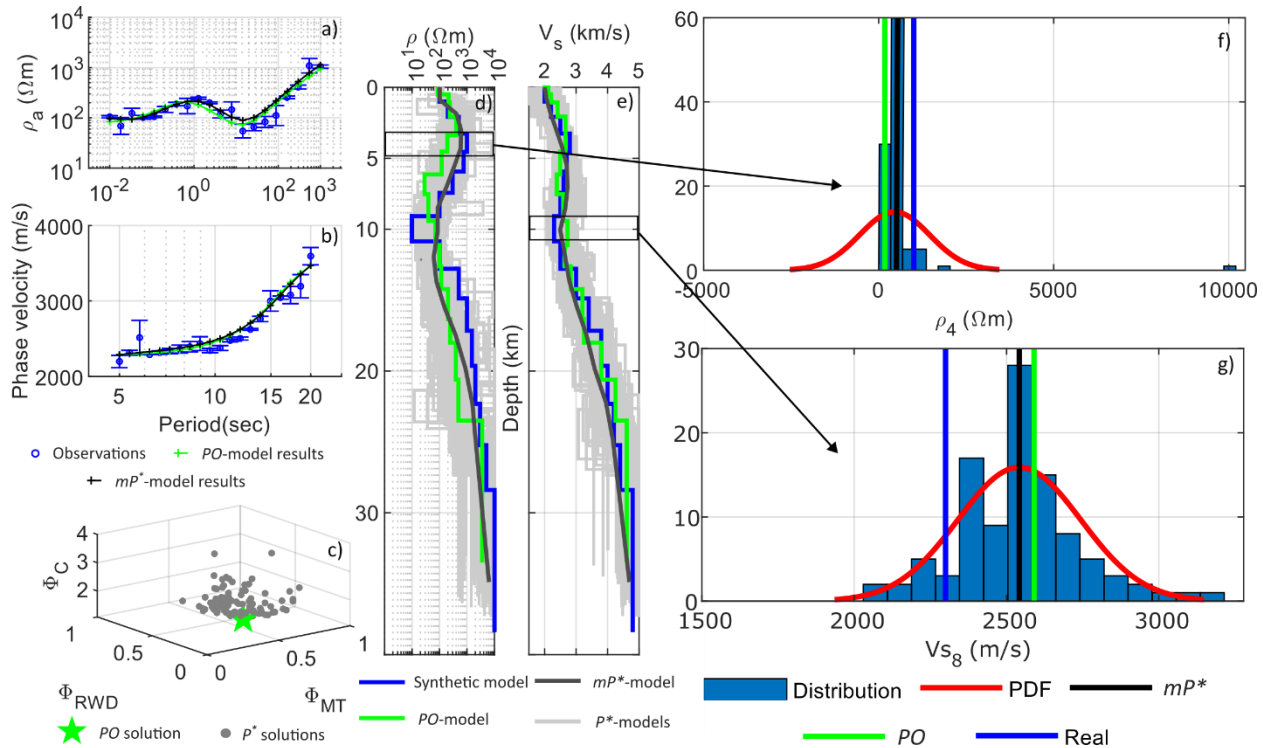 a)
ρa (Ωm)
10^4
10^3
10^2
10^1
10^-2
10^0
10^2
10^3
b)
Phase velocity (m/s)
4000
3000
2000
5
10
15
20
Period(sec)
Observations
PO-model results
mP*-model results
c)
ΦC
4
3
2
1
0.5
0
0
0.5
1
ΦRWD
ΦMT
PO solution
P* solutions
ρ (Ωm)
10^1 10^2 10^3 10^4
d)
0
5
10
20
30
Vs (km/s)
2 3 4 5
e)
Depth (km)
Synthetic model
mP*-model
PO-model
P*-models
f)
60
40
20
0
-5000
0
5000
10000
ρ4 (Ωm)
g)
30
20
10
0
1500
2000
2500
3000
Vs8 (m/s)
Distribution
PDF
mP*
PO
Real